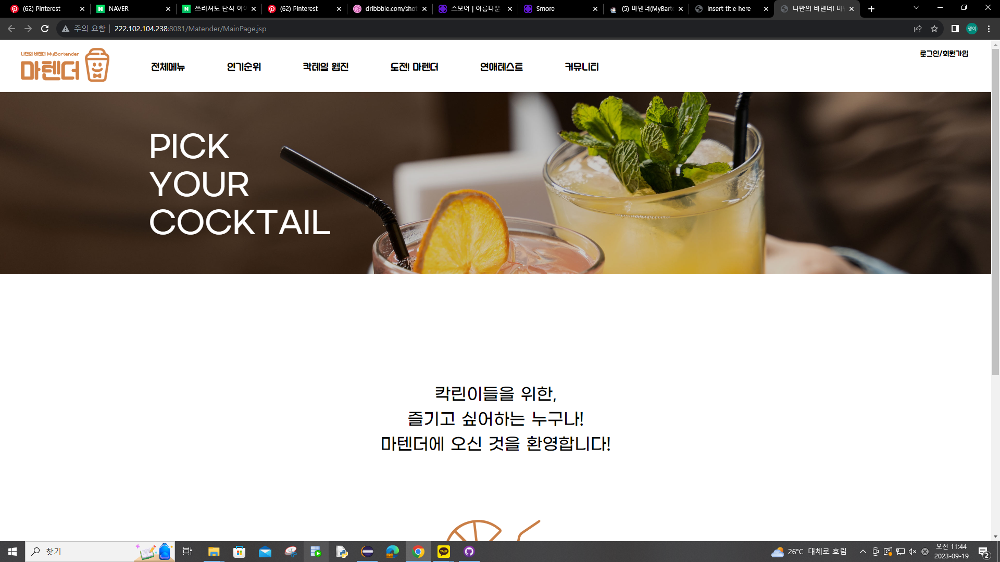 (62) Pinterest
NAVER
쓰러져도 단식 이
(62) Pinterest
dribbble.com/shot
스모어 | 아름다운
Smore
(5) 마텐더(MyBarte
Insert title here
나만의 바텐더! 마
주의 요함
222.102.104.238:8081/Matender/MainPage.jsp
쟁이
나만의 바텐더 MyBartender
마텐더
전체메뉴
인기순위
칵테일 웹진
도전! 마텐더
연애테스트
커뮤니티
로그인/회원가입
PICK
YOUR
COCKTAIL
칵린이들을 위한,
즐기고 싶어하는 누구나!
마텐더에 오신 것을 환영합니다!
찾기
TALK
26°C 대체로 흐림
오전 11:44
2023-09-19
2